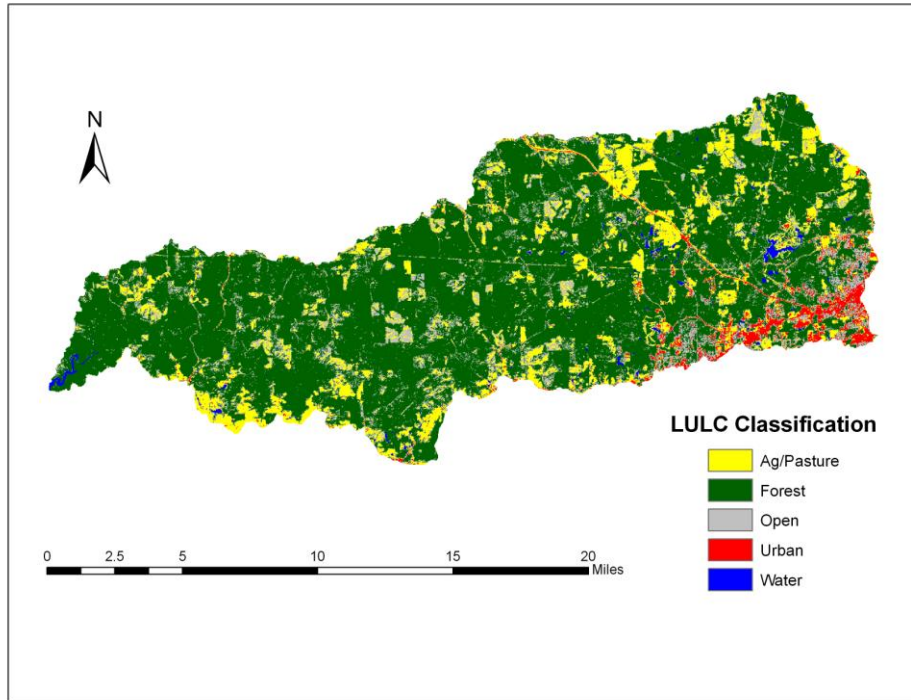 N
LULC Classification
Ag/Pasture
Forest
Open
Urban
Water
0 2.5 5 10 15 20
Miles